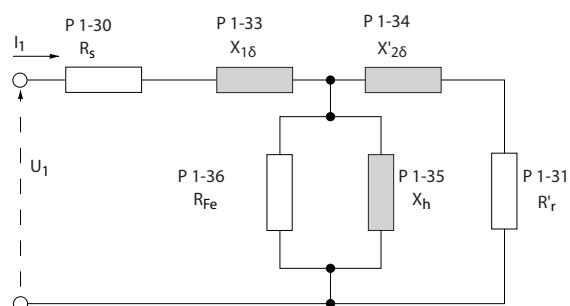 P 1-30
P 1-33
P 1-34
I1
Rs
X1δ
X'2δ
U1
P 1-36
RFe
P 1-35
Xh
P 1-31
R'r